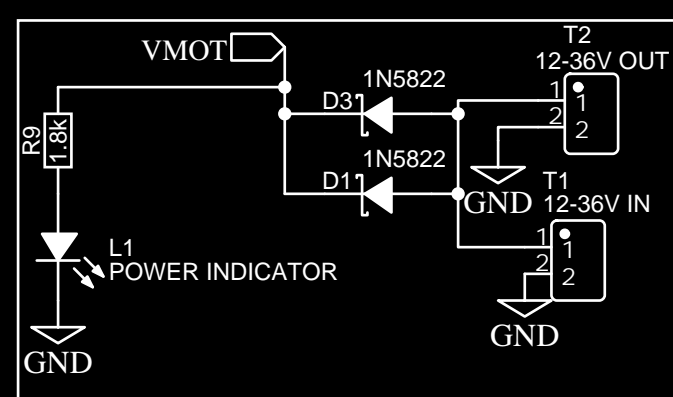 VMOT
T2
12-36V OUT
1N5822
D3
1
1
2
2
R9
1.8k
1N5822
D1
GND
T1
12-36V IN
1
1
2
2
L1
POWER INDICATOR
GND
GND